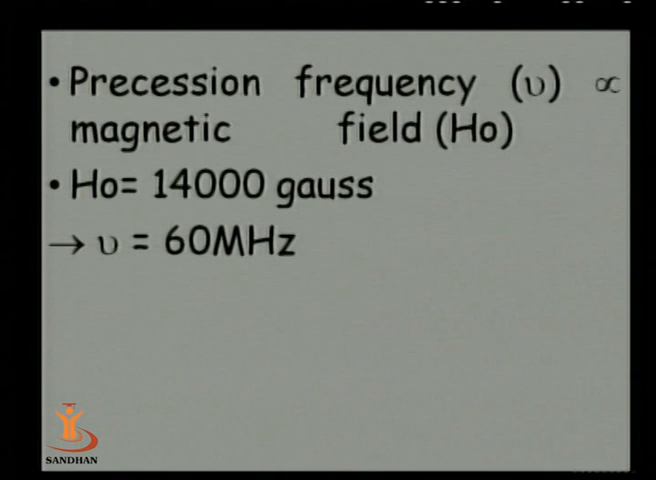 • Precession frequency (υ) ∝
magnetic field (Ho)
• Ho= 14000 gauss
→ υ = 60MHz
SANDHAN